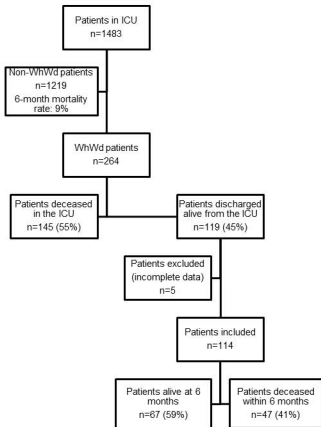 Patients in ICU
n=1483
Non-WhWd patients
n=1219
6-month mortality
rate: 9%
WhWd patients
n=264
Patients deceased
in the ICU
n=145 (55%)
Patients discharged
alive from the ICU
n=119 (45%)
Patients excluded
(incomplete data)
n=5
Patients included
n=114
Patients alive at 6
months
n=67 (59%)
Patients deceased
within 6 months
n=47 (41%)